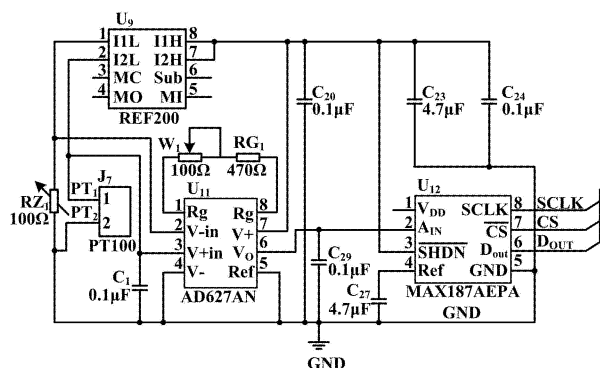 U9
1 I1L I1H 8
2 I2L I2H 7
3 MC Sub 6
4 MO MI 5
REF200
C20
0.1μF
C23
4.7μF
C24
0.1μF
W1
100Ω
RG1
470Ω
J7
PT1
1
PT2
2
PT100
RZ1
100Ω
U11
1 Rg Rg 8
2 V-in V+ 7
3 V+in VO 6
4 V- Ref 5
AD627AN
C1
0.1μF
C29
0.1μF
C27
4.7μF
U12
1 VDD SCLK 8 SCLK
2 AIN CS 7 CS
3 SHDN Dout 6 DOUT
4 Ref GND 5
MAX187AEPA
GND
GND